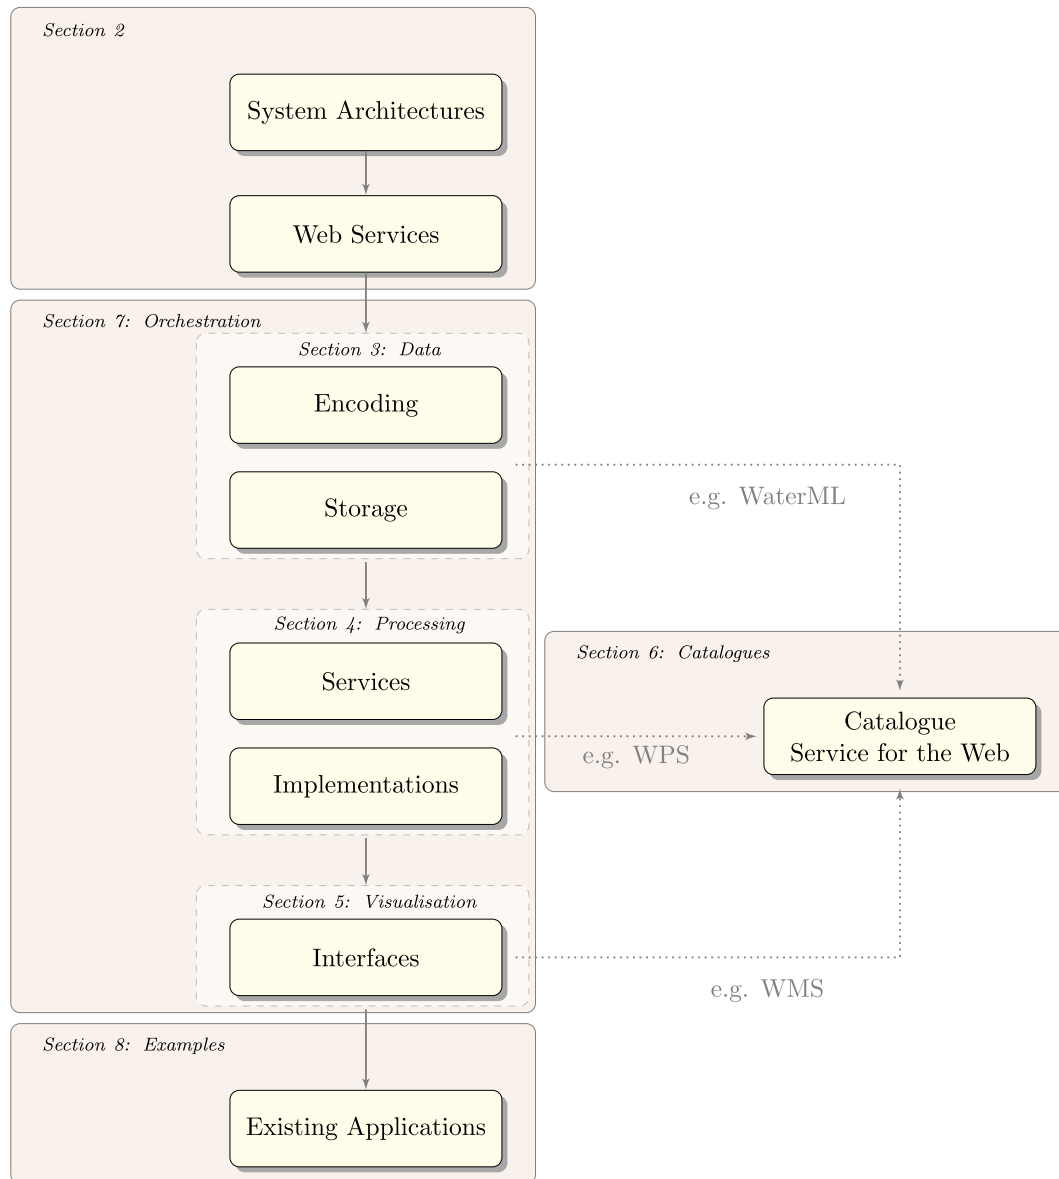 Section 2
System Architectures
Web Services
Section 7: Orchestration
Section 3: Data
Encoding
Storage
e.g. WaterML
Section 4: Processing
Services
Implementations
Section 6: Catalogues
Catalogue
Service for the Web
e.g. WPS
Section 5: Visualisation
Interfaces
e.g. WMS
Section 8: Examples
Existing Applications